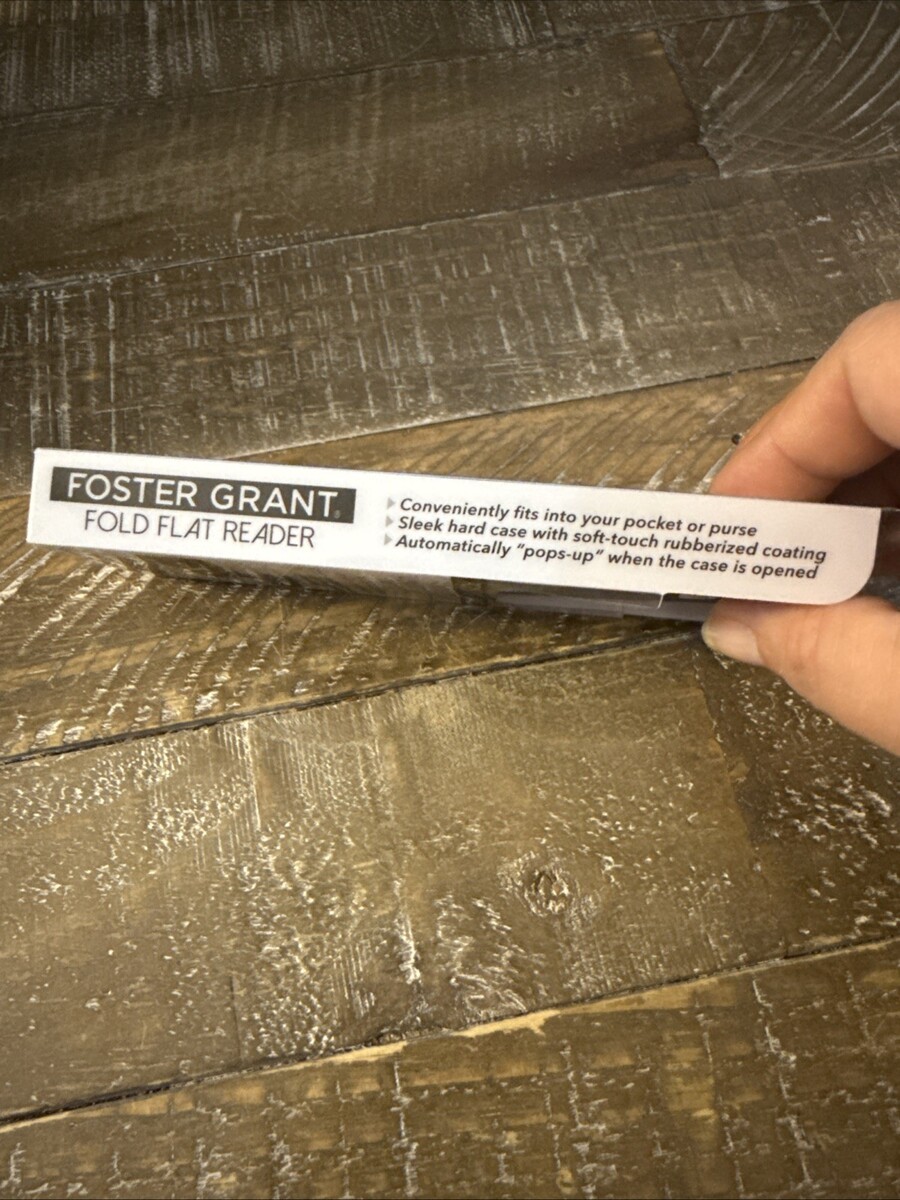 FOSTER GRANT®
FOLD FLAT READER
Conveniently fits into your pocket or purse
Sleek hard case with soft-touch rubberized coating
Automatically "pops-up" when the case is opened